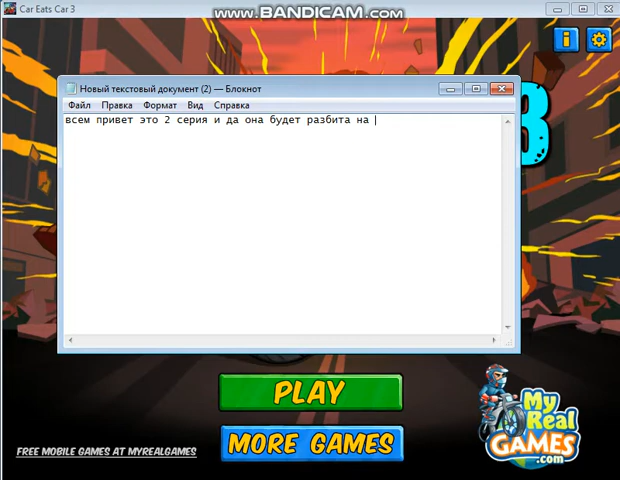 Car Eats Car 3
www.BANDICAM.com
Новый текстовый документ (2) — Блокнот
Файл Правка Формат Вид Справка
всем привет это 2 серия и да она будет разбита на
3
PLAY
MORE GAMES
FREE MOBILE GAMES AT MYREALGAMES
My
Real
GAMES
.com